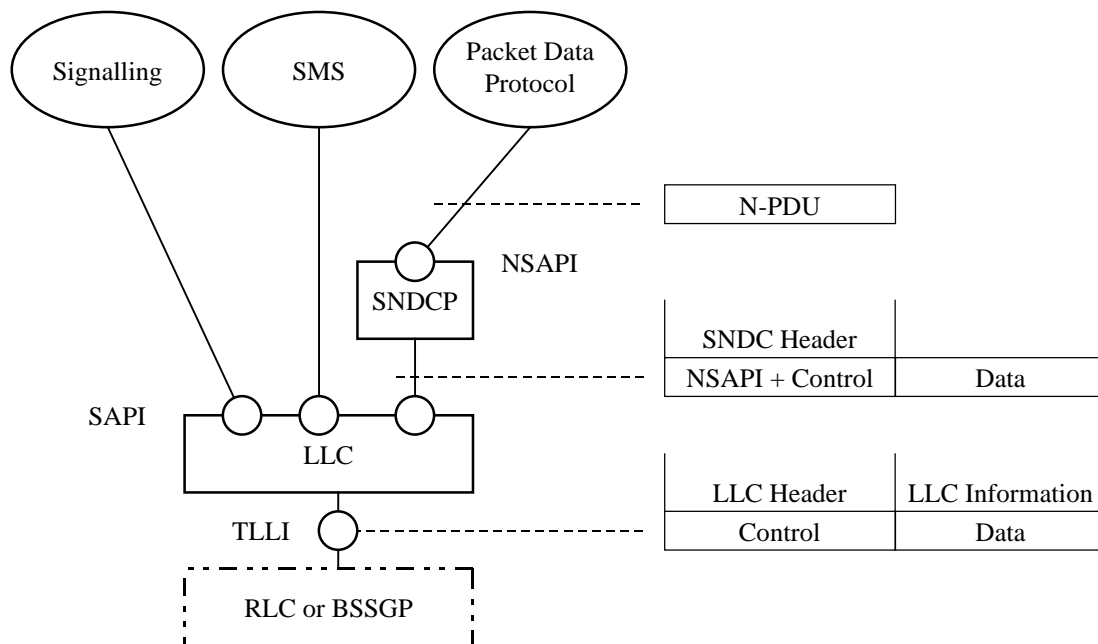 Signalling
SMS
Packet Data
Protocol
N-PDU
NSAPI
SNDCP
SNDC Header
NSAPI + Control
Data
SAPI
LLC
LLC Header
LLC Information
Control
Data
TLLI
RLC or BSSGP